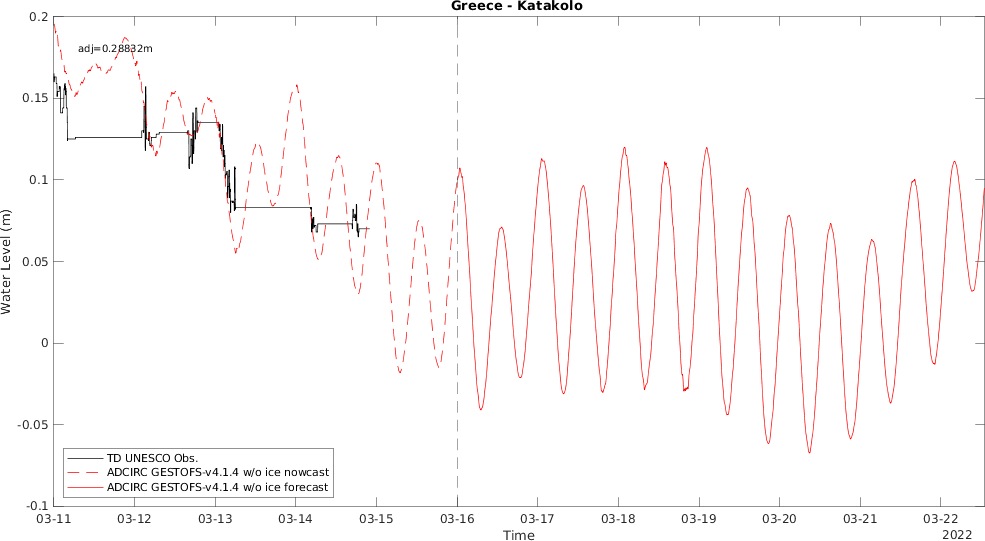 Greece - Katakolo
adj=0.28832m
0.2
0.15
0.1
0.05
0
-0.05
-0.1
Water Level (m)
TD UNESCO Obs.
ADCIRC GESTOFS-v4.1.4 w/o ice nowcast
ADCIRC GESTOFS-v4.1.4 w/o ice forecast
03-11 03-12 03-13 03-14 03-15 03-16 03-17 03-18 03-19 03-20 03-21 03-22
Time
2022